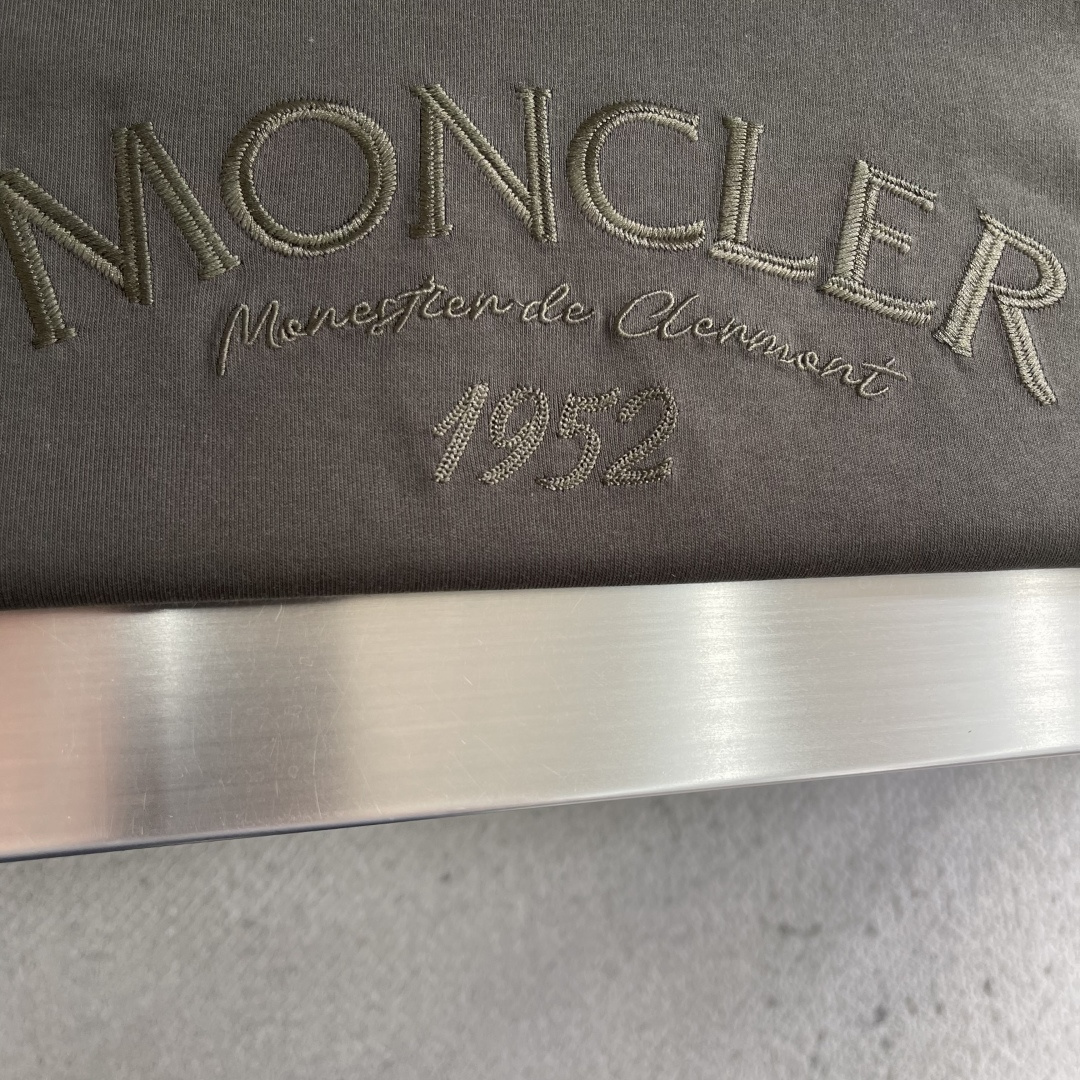 MONCLER
Monestier de Clermont
1952